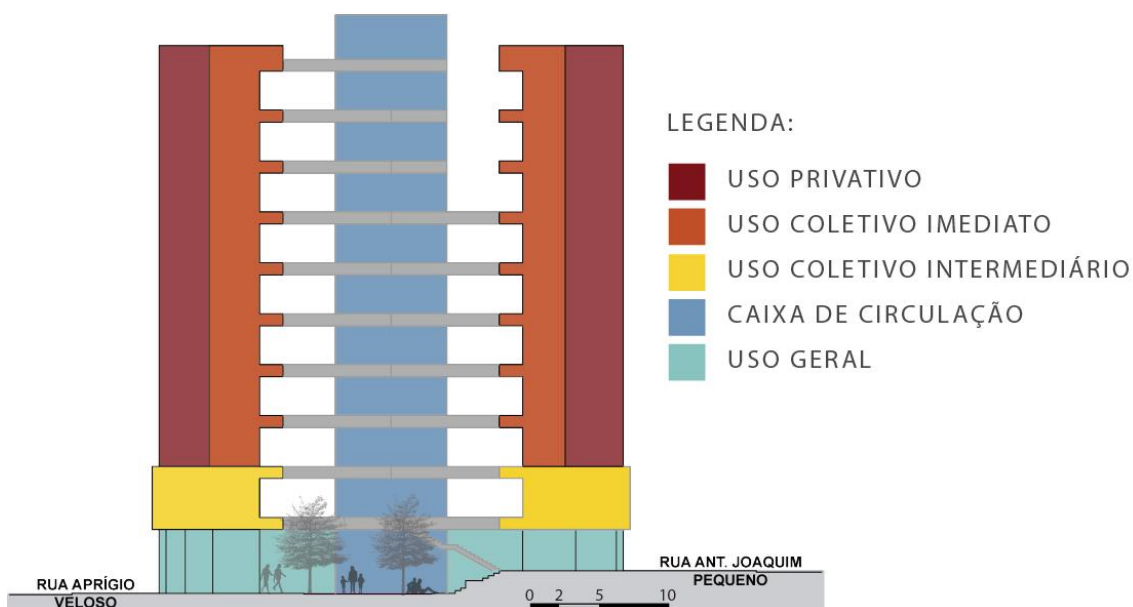 LEGENDA:
USO PRIVATIVO
USO COLETIVO IMEDIATO
USO COLETIVO INTERMEDIÁRIO
CAIXA DE CIRCULAÇÃO
USO GERAL
RUA ANT. JOAQUIM
PEQUENO
RUA APRÍGIO
VELOSO
0 2 5 10